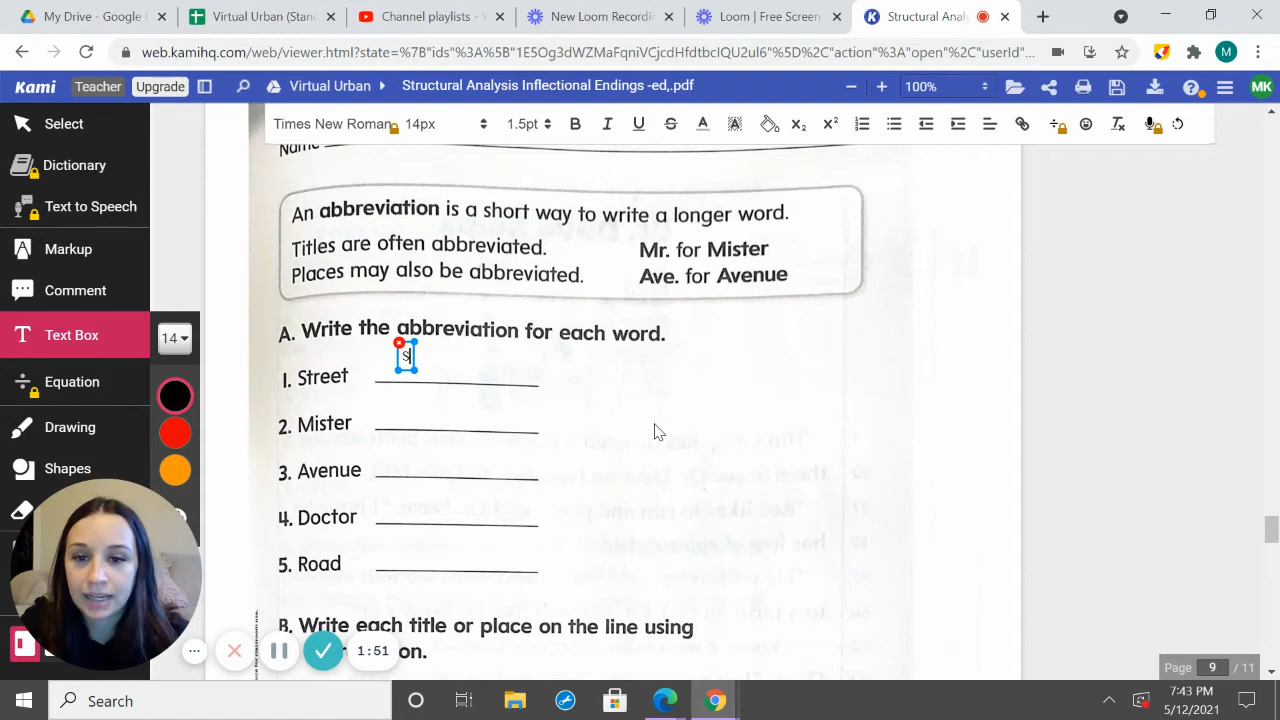 My Drive - Google D
Virtual Urban (Stand
Channel playlists - Y
New Loom Recordi
Loom | Free Screen
Structural Analy
web.kamihq.com/web/viewer.html?state=%7B"ids"%3A%5B"1E5Og3dWZMaFqniVCjcdHfdtbclQU2ul6"%5D%2C"action"%3A"open"%2C"userId"...
Kami Teacher Upgrade Virtual Urban Structural Analysis Inflectional Endings -ed,.pdf 100% MK
Select
Dictionary
Text to Speech
Markup
Comment
Text Box
Equation
Drawing
Shapes
14
Times New Roman 14px 1.5pt
Name
An abbreviation is a short way to write a longer word.
Titles are often abbreviated. Mr. for Mister
Places may also be abbreviated. Ave. for Avenue
A. Write the abbreviation for each word.
S
1. Street
2. Mister
3. Avenue
4. Doctor
5. Road
B. Write each title or place on the line using
on.
1:51
Page 9 / 11
Search
7:43 PM
5/12/2021